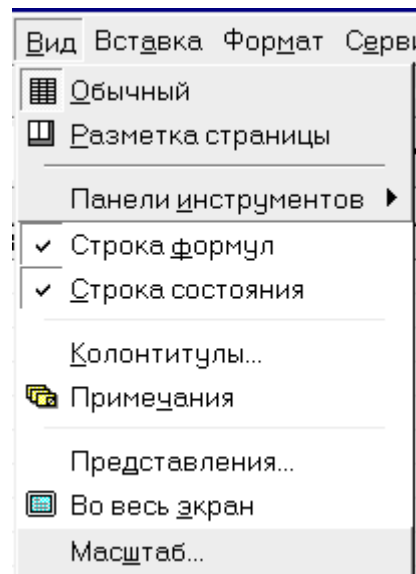 Вид Вставка Формат Серви
Обычный
Разметка страницы
Панели инструментов
Строка формул
Строка состояния
Колонтитулы...
Примечания
Представления...
Во весь экран
Масштаб...